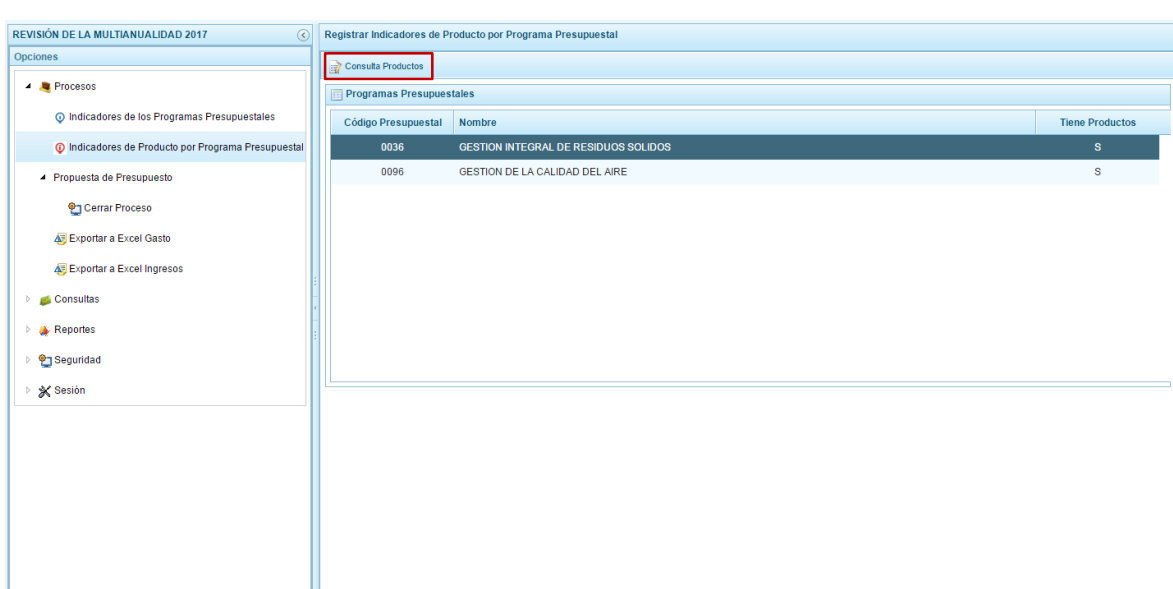 REVISIÓN DE LA MULTIANUALIDAD 2017
Opciones
Procesos
Indicadores de los Programas Presupuestales
Indicadores de Producto por Programa Presupuestal
Propuesta de Presupuesto
Cerrar Proceso
Exportar a Excel Gasto
Exportar a Excel Ingresos
Consultas
Reportes
Seguridad
Sesión
Registrar Indicadores de Producto por Programa Presupuestal
Consulta Productos
Programas Presupuestales
Código Presupuestal Nombre Tiene Productos
0036 GESTION INTEGRAL DE RESIDUOS SOLIDOS S
0096 GESTION DE LA CALIDAD DEL AIRE S